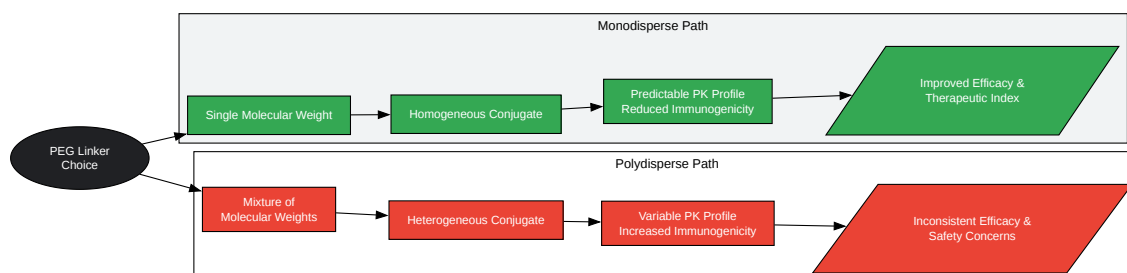 Monodisperse Path
Single Molecular Weight
Homogeneous Conjugate
Predictable PK Profile
Reduced Immunogenicity
Improved Efficacy &
Therapeutic Index
PEG Linker
Choice
Polydisperse Path
Mixture of
Molecular Weights
Heterogeneous Conjugate
Variable PK Profile
Increased Immunogenicity
Inconsistent Efficacy &
Safety Concerns